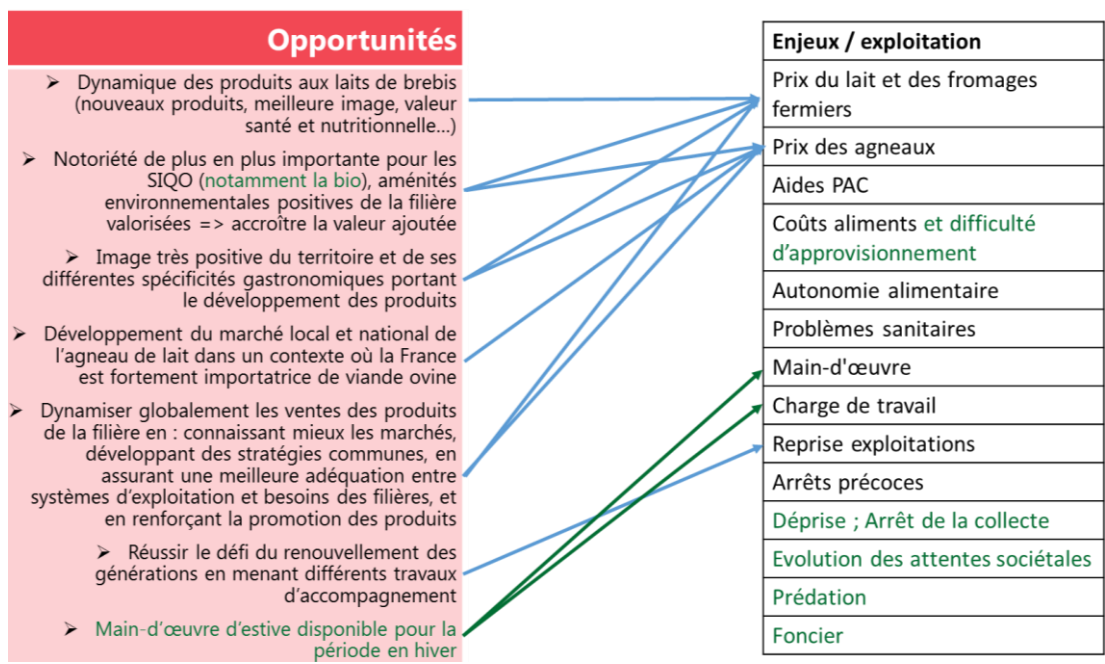 Opportunités
➢ Dynamique des produits aux laits de brebis
(nouveaux produits, meilleure image, valeur
santé et nutritionnelle…)
➢ Notoriété de plus en plus importante pour les
SIQO (notamment la bio), aménités
environnementales positives de la filière
valorisées => accroître la valeur ajoutée
➢ Image très positive du territoire et de ses
différentes spécificités gastronomiques portant
le développement des produits
➢ Développement du marché local et national de
l'agneau de lait dans un contexte où la France
est fortement importatrice de viande ovine
➢ Dynamiser globalement les ventes des produits
de la filière en : connaissant mieux les marchés,
développant des stratégies communes, en
assurant une meilleure adéquation entre
systèmes d'exploitation et besoins des filières, et
en renforçant la promotion des produits
➢ Réussir le défi du renouvellement des
générations en menant différents travaux
d'accompagnement
➢ Main-d'œuvre d'estive disponible pour la
période en hiver
Enjeux / exploitation
Prix du lait et des fromages
fermiers
Prix des agneaux
Aides PAC
Coûts aliments et difficulté
d'approvisionnement
Autonomie alimentaire
Problèmes sanitaires
Main-d'œuvre
Charge de travail
Reprise exploitations
Arrêts précoces
Déprise ; Arrêt de la collecte
Evolution des attentes sociétales
Prédation
Foncier